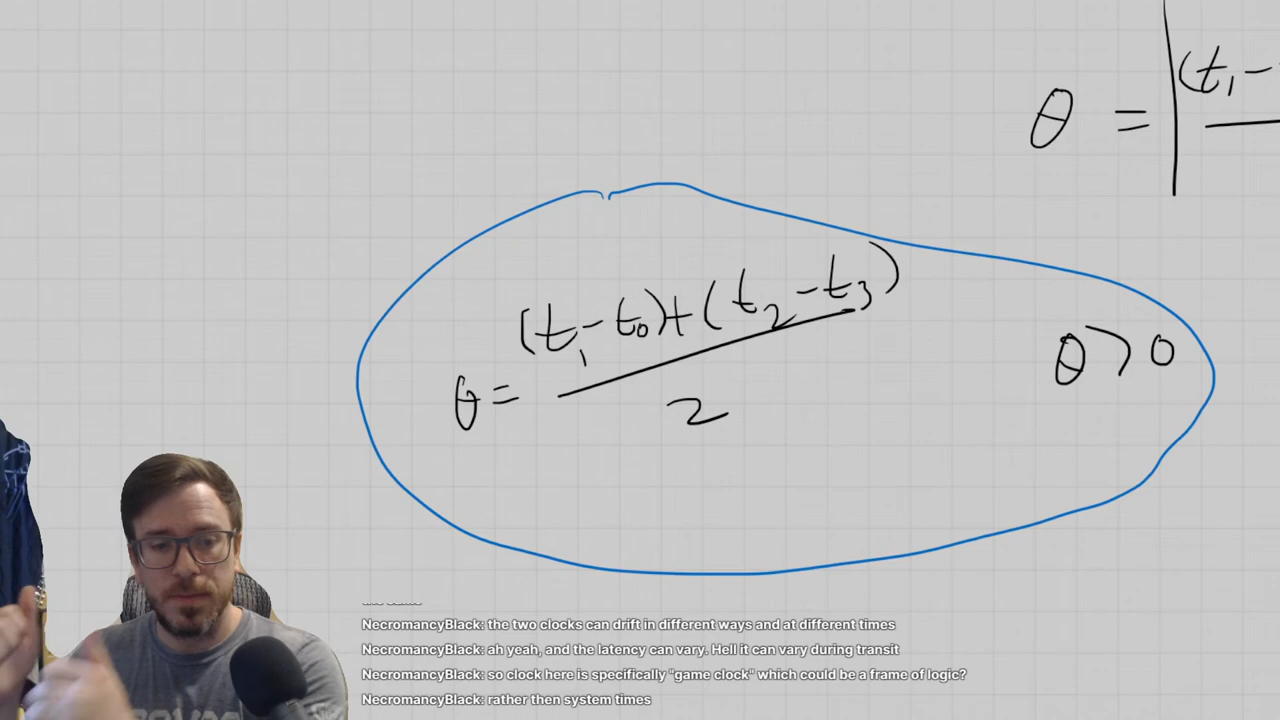 θ = |(t₁ -
θ = (t₁ - t₀) + (t₂ - t₃) / 2
θ > 0
NecromancyBlack: the two clocks can drift in different ways and at different times
NecromancyBlack: ah yeah, and the latency can vary. Hell it can vary during transit
NecromancyBlack: so clock here is specifically "game clock" which could be a frame of logic?
NecromancyBlack: rather then system times